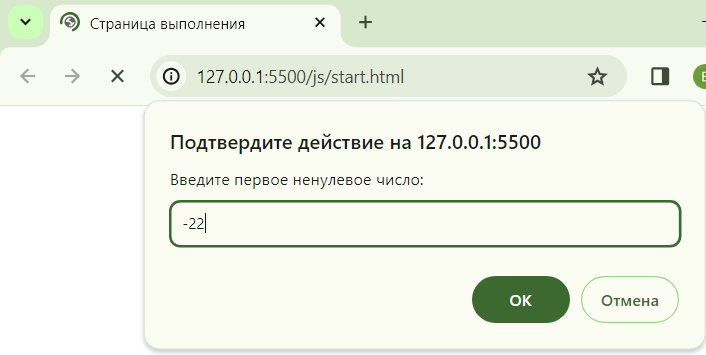 Страница выполнения
127.0.0.1:5500/js/start.html
Подтвердите действие на 127.0.0.1:5500
Введите первое ненулевое число:
-22
ОК
Отмена